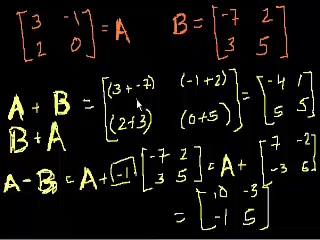 [3 -1] = A B = [-7 2]
[2 0] [3 5]
[(3+-7) (-1+2)] [-4 1]
A + B = =
[(2+3) (0+5)] [5 5]
B + A
[-7 2] [7 -2]
A - B = A + -1 = A +
[3 5] [-3 5]
= [10 -3]
[-1 5]